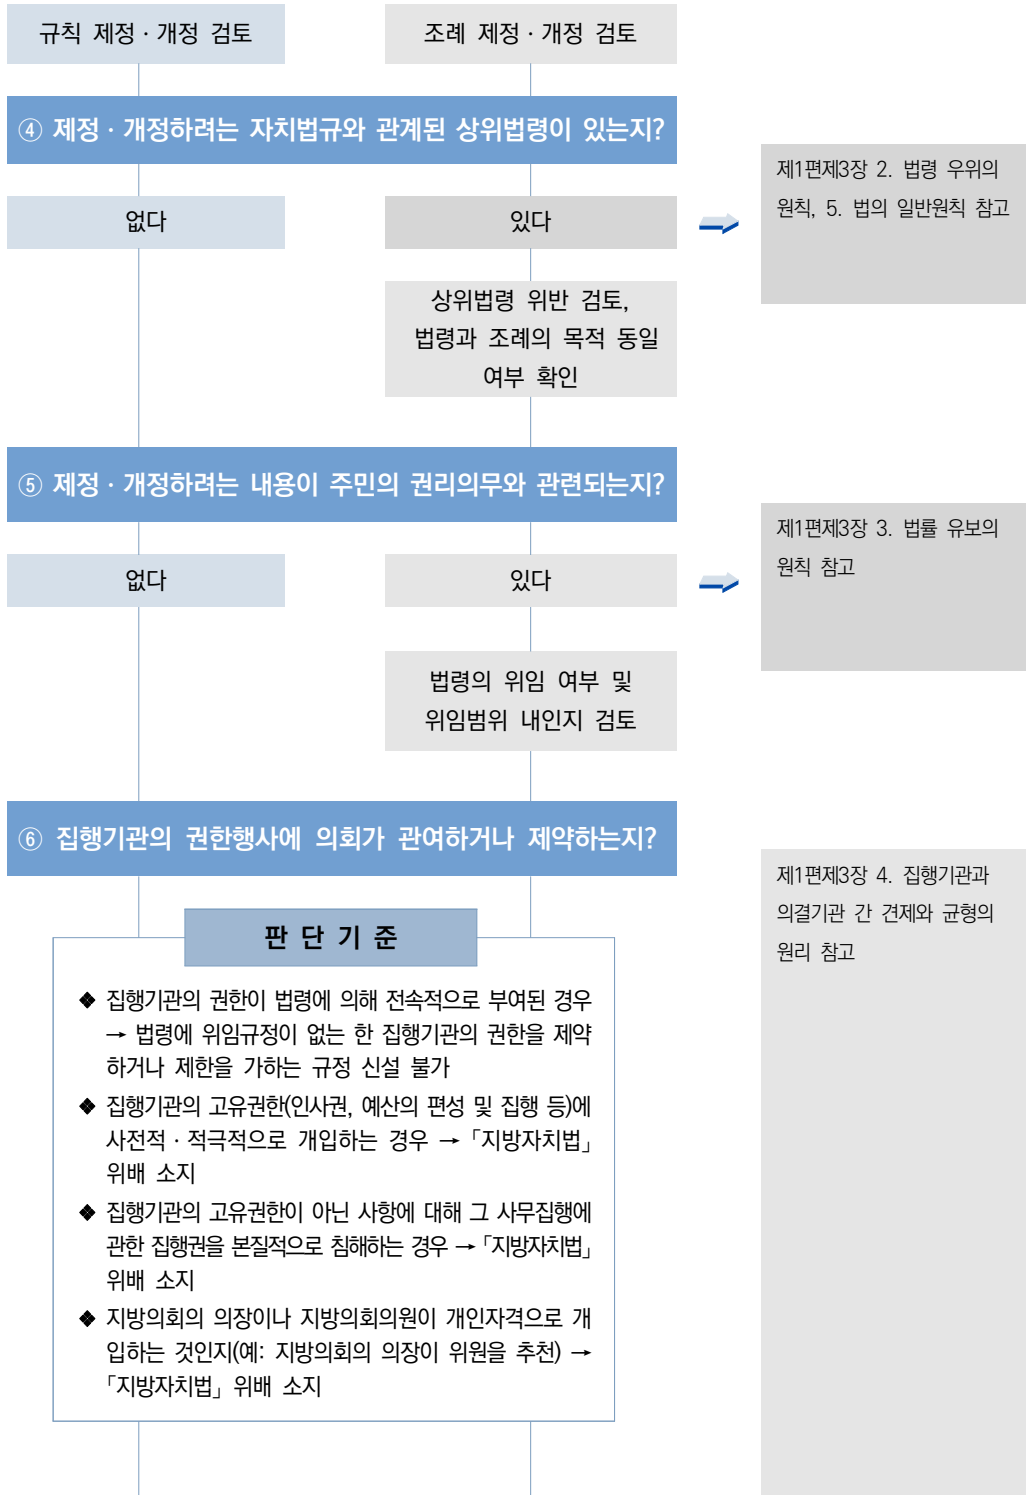 규칙 제정 · 개정 검토
조례 제정 · 개정 검토
④ 제정 · 개정하려는 자치법규와 관계된 상위법령이 있는지?
없다
있다
제1편제3장 2. 법령 우위의
원칙, 5. 법의 일반원칙 참고
상위법령 위반 검토,
법령과 조례의 목적 동일
여부 확인
⑤ 제정 · 개정하려는 내용이 주민의 권리의무와 관련되는지?
없다
있다
제1편제3장 3. 법률 유보의
원칙 참고
법령의 위임 여부 및
위임범위 내인지 검토
⑥ 집행기관의 권한행사에 의회가 관여하거나 제약하는지?
제1편제3장 4. 집행기관과
의결기관 간 견제와 균형의
원리 참고
판 단 기 준
❖ 집행기관의 권한이 법령에 의해 전속적으로 부여된 경우
→ 법령에 위임규정이 없는 한 집행기관의 권한을 제약
하거나 제한을 가하는 규정 신설 불가
❖ 집행기관의 고유권한(인사권, 예산의 편성 및 집행 등)에
사전적 · 적극적으로 개입하는 경우 → 「지방자치법」
위배 소지
❖ 집행기관의 고유권한이 아닌 사항에 대해 그 사무집행에
관한 집행권을 본질적으로 침해하는 경우 → 「지방자치법」
위배 소지
❖ 지방의회의 의장이나 지방의회의원이 개인자격으로 개
입하는 것인지(예: 지방의회의 의장이 위원을 추천) →
「지방자치법」 위배 소지